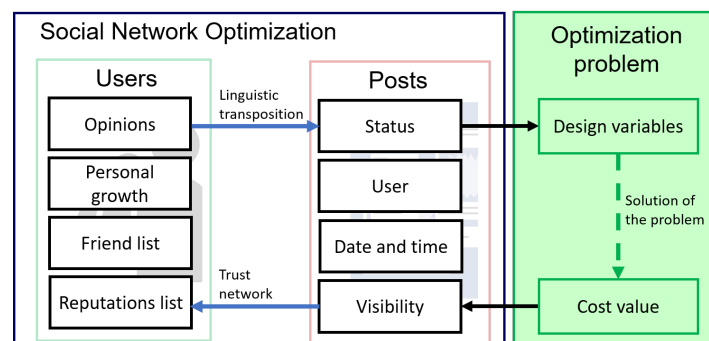 Social Network Optimization
Users
Opinions
Personal
growth
Friend list
Reputations list
Linguistic
transposition
Trust
network
Posts
Status
User
Date and time
Visibility
Optimization
problem
Design variables
Solution of
the problem
Cost value